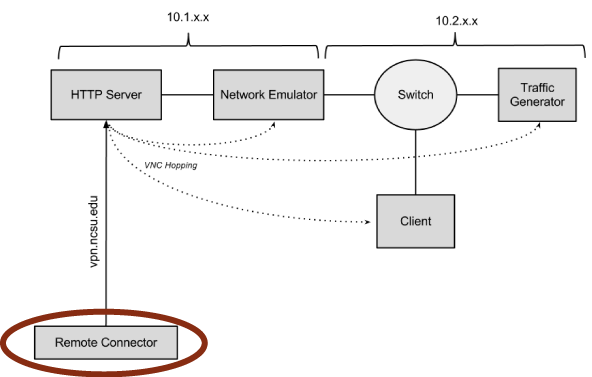 10.1.x.x
10.2.x.x
HTTP Server
Network Emulator
Switch
Traffic
Generator
VNC Hopping
Client
vpn.ncsu.edu
Remote Connector